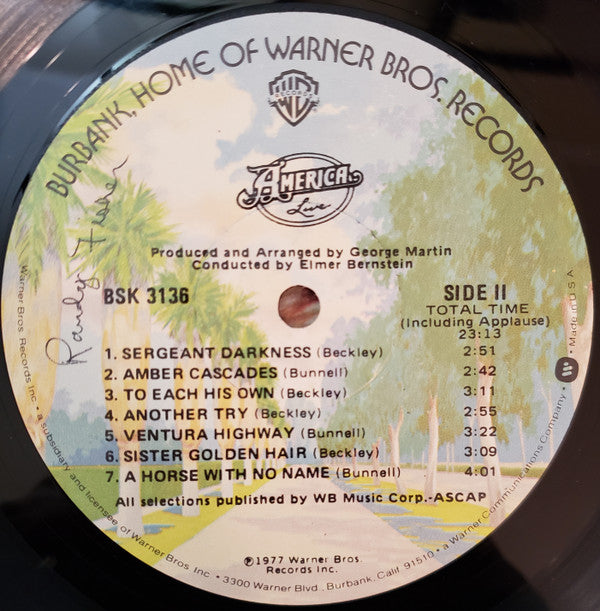 BURBANK, HOME OF WARNER BROS. RECORDS
WB
RECORDS
AMERICA
Live
Produced and Arranged by George Martin
Conducted by Elmer Bernstein
BSK 3136
SIDE II
TOTAL TIME
(Including Applause)
23:13
1. SERGEANT DARKNESS (Beckley) 2:51
2. AMBER CASCADES (Bunnell) 2:42
3. TO EACH HIS OWN (Beckley) 3:11
4. ANOTHER TRY (Beckley) 2:55
5. VENTURA HIGHWAY (Bunnell) 3:22
6. SISTER GOLDEN HAIR (Beckley) 3:09
7. A HORSE WITH NO NAME (Bunnell) 4:01
All selections published by WB Music Corp.-ASCAP
℗1977 Warner Bros.
Records Inc.
Warner Bros. Records Inc. • a subsidiary and licensee of Warner Bros. Inc. • 3300 Warner Blvd., Burbank, Calif. 91510 • a Warner Communications Company • Made in U.S.A.
Randy Fisher